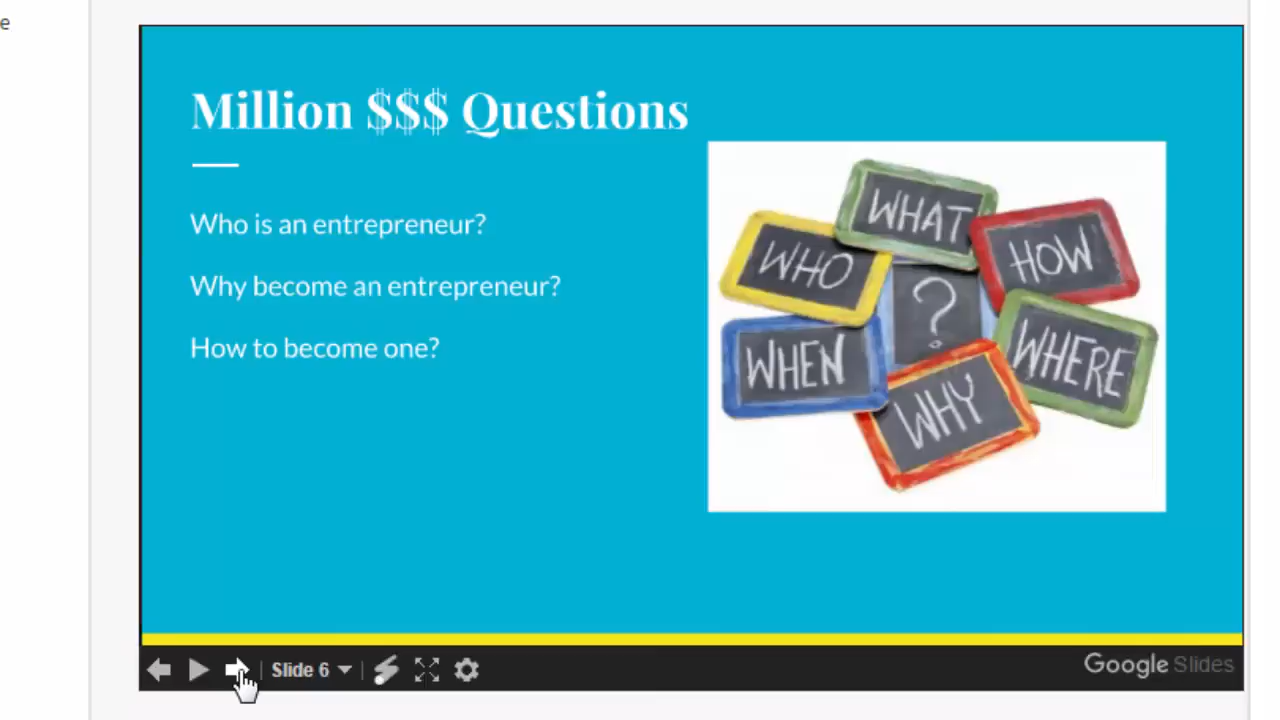 e
Million $$$ Questions
Who is an entrepreneur?
Why become an entrepreneur?
How to become one?
WHAT
WHO
HOW
?
WHEN
WHERE
WHY
Slide 6
Google Slides